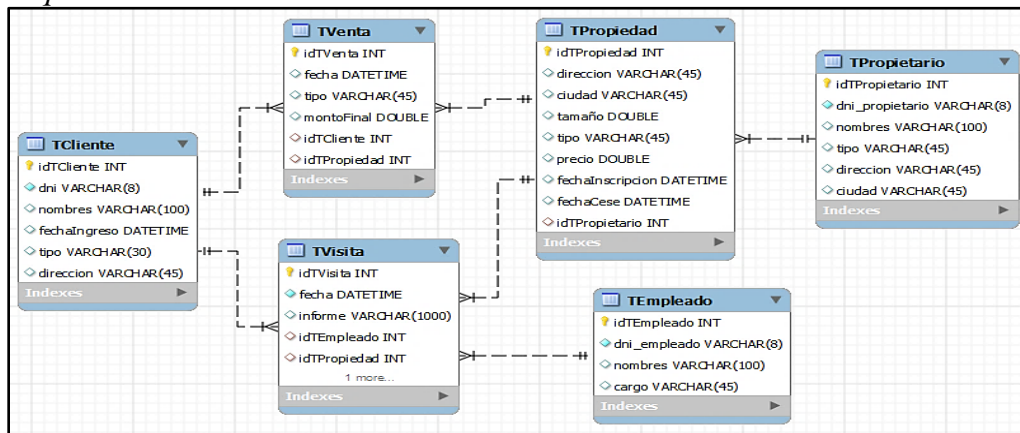 TVenta
idTVenta INT
fecha DATETIME
tipo VARCHAR(45)
montoFinal DOUBLE
idTCliente INT
idTPropiedad INT
Indexes
TPropiedad
idTPropiedad INT
direccion VARCHAR(45)
ciudad VARCHAR(45)
tamaño DOUBLE
tipo VARCHAR(45)
precio DOUBLE
fechaInscripcion DATETIME
fechaCese DATETIME
idTPropietario INT
Indexes
TPropietario
idTPropietario INT
dni_propietario VARCHAR(8)
nombres VARCHAR(100)
tipo VARCHAR(45)
direccion VARCHAR(45)
ciudad VARCHAR(45)
Indexes
TCliente
idTCliente INT
dni VARCHAR(8)
nombres VARCHAR(100)
fechaIngreso DATETIME
tipo VARCHAR(30)
direccion VARCHAR(45)
Indexes
TVisita
idTVisita INT
fecha DATETIME
informe VARCHAR(1000)
idTEmpleado INT
idTPropiedad INT
1 more...
Indexes
TEmpleado
idTEmpleado INT
dni_empleado VARCHAR(8)
nombres VARCHAR(100)
cargo VARCHAR(45)
Indexes